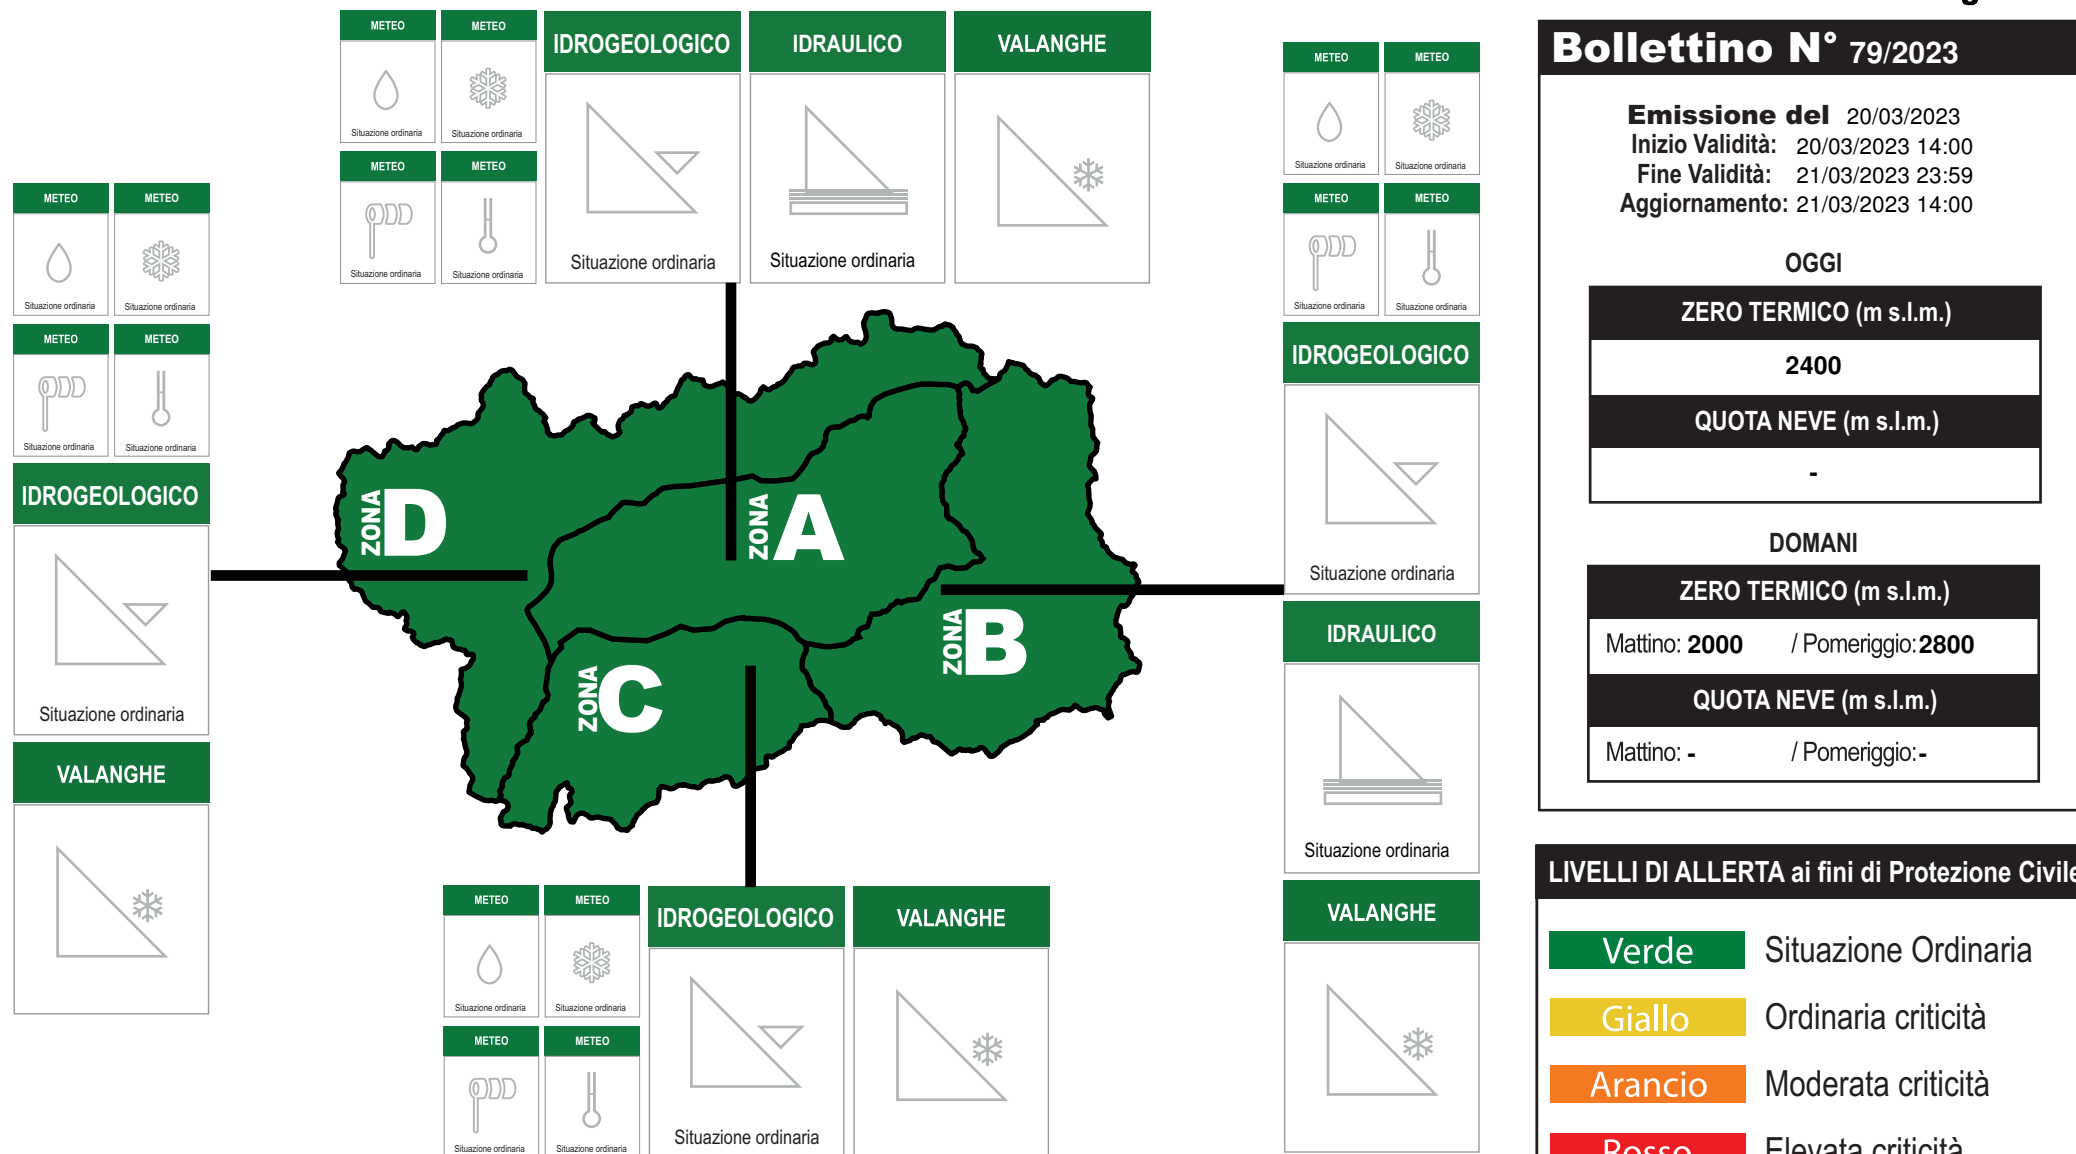 METEO
METEO
Situazione ordinaria
Situazione ordinaria
METEO
METEO
Situazione ordinaria
Situazione ordinaria
IDROGEOLOGICO
Situazione ordinaria
IDRAULICO
Situazione ordinaria
VALANGHE
METEO
METEO
Situazione ordinaria
Situazione ordinaria
METEO
METEO
Situazione ordinaria
Situazione ordinaria
IDROGEOLOGICO
Situazione ordinaria
VALANGHE
ZONA D
ZONA A
ZONA B
ZONA C
METEO
METEO
Situazione ordinaria
Situazione ordinaria
METEO
METEO
Situazione ordinaria
Situazione ordinaria
IDROGEOLOGICO
Situazione ordinaria
IDRAULICO
Situazione ordinaria
VALANGHE
METEO
METEO
Situazione ordinaria
Situazione ordinaria
METEO
METEO
Situazione ordinaria
Situazione ordinaria
IDROGEOLOGICO
Situazione ordinaria
VALANGHE
Bollettino N° 79/2023
Emissione del 20/03/2023
Inizio Validità: 20/03/2023 14:00
Fine Validità: 21/03/2023 23:59
Aggiornamento: 21/03/2023 14:00
OGGI
ZERO TERMICO (m s.l.m.)
2400
QUOTA NEVE (m s.l.m.)
-
DOMANI
ZERO TERMICO (m s.l.m.)
Mattino: 2000 / Pomeriggio: 2800
QUOTA NEVE (m s.l.m.)
Mattino: - / Pomeriggio: -
LIVELLI DI ALLERTA ai fini di Protezione Civile
Verde Situazione Ordinaria
Giallo Ordinaria criticità
Arancio Moderata criticità
Rosso Elevata criticità